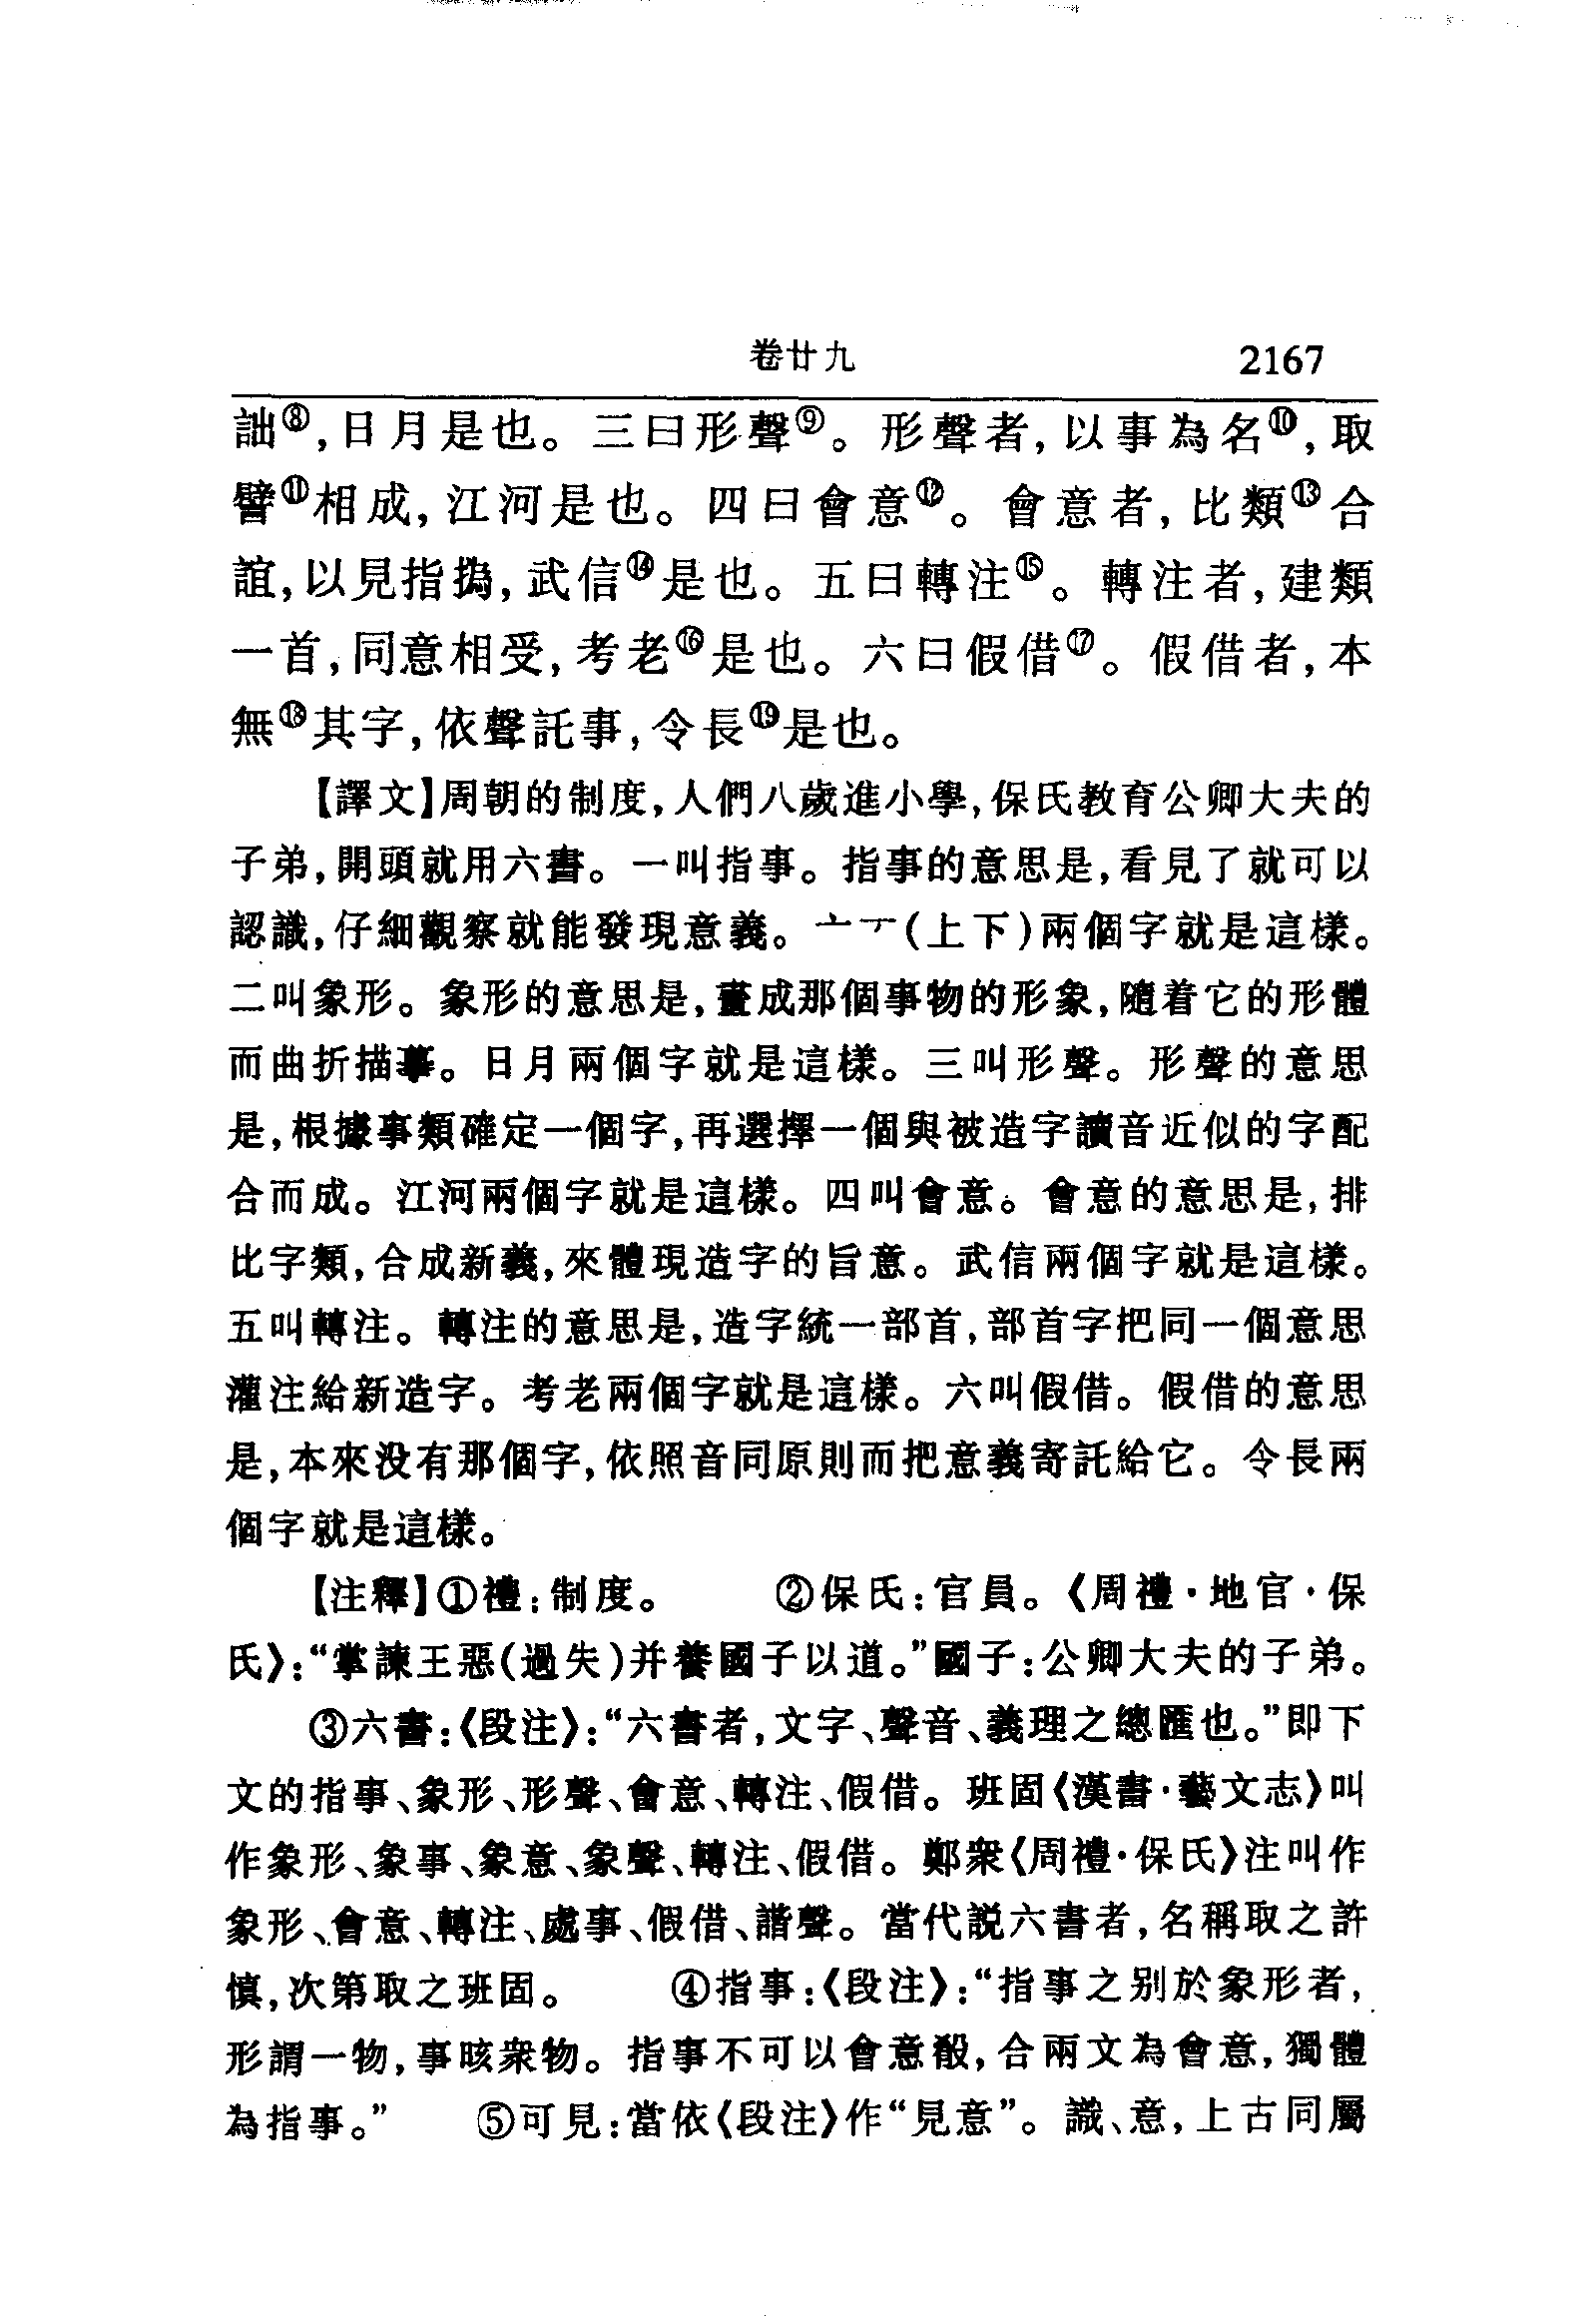 卷廿九 2167
詘⑧,日月是也。三曰形聲⑨。形聲者,以事為名⑩,取
譬⑪相成,江河是也。四曰會意⑫。會意者,比類⑬合
誼,以見指撝,武信⑭是也。五曰轉注⑮。轉注者,建類
一首,同意相受,考老⑯是也。六曰假借⑰。假借者,本
無⑱其字,依聲託事,令長⑲是也。
【譯文】周朝的制度,人們八歲進小學,保氏教育公卿大夫的
子弟,開頭就用六書。一叫指事。指事的意思是,看見了就可以
認識,仔細觀察就能發現意義。亠丅(上下)兩個字就是這樣。
二叫象形。象形的意思是,畫成那個事物的形象,隨着它的形體
而曲折描摹。日月兩個字就是這樣。三叫形聲。形聲的意思
是,根據事類確定一個字,再選擇一個與被造字讀音近似的字配
合而成。江河兩個字就是這樣。四叫會意。會意的意思是,排
比字類,合成新義,來體現造字的旨意。武信兩個字就是這樣。
五叫轉注。轉注的意思是,造字統一部首,部首字把同一個意思
灌注給新造字。考老兩個字就是這樣。六叫假借。假借的意思
是,本來没有那個字,依照音同原則而把意義寄託給它。令長兩
個字就是這樣。
【注釋】①禮:制度。 ②保氏:官員。《周禮·地官·保
氏》:“掌諫王惡(過失)并養國子以道。”國子:公卿大夫的子弟。
③六書:《段注》:“六書者,文字、聲音、義理之總匯也。”即下
文的指事、象形、形聲、會意、轉注、假借。班固《漢書·藝文志》叫
作象形、象事、象意、象聲、轉注、假借。鄭衆《周禮·保氏》注叫作
象形、會意、轉注、處事、假借、諧聲。當代説六書者,名稱取之許
慎,次第取之班固。 ④指事:《段注》:“指事之别於象形者,
形謂一物,事晐衆物。指事不可以會意殽,合兩文為會意,獨體
為指事。” ⑤可見:當依《段注》作“見意”。識、意,上古同屬